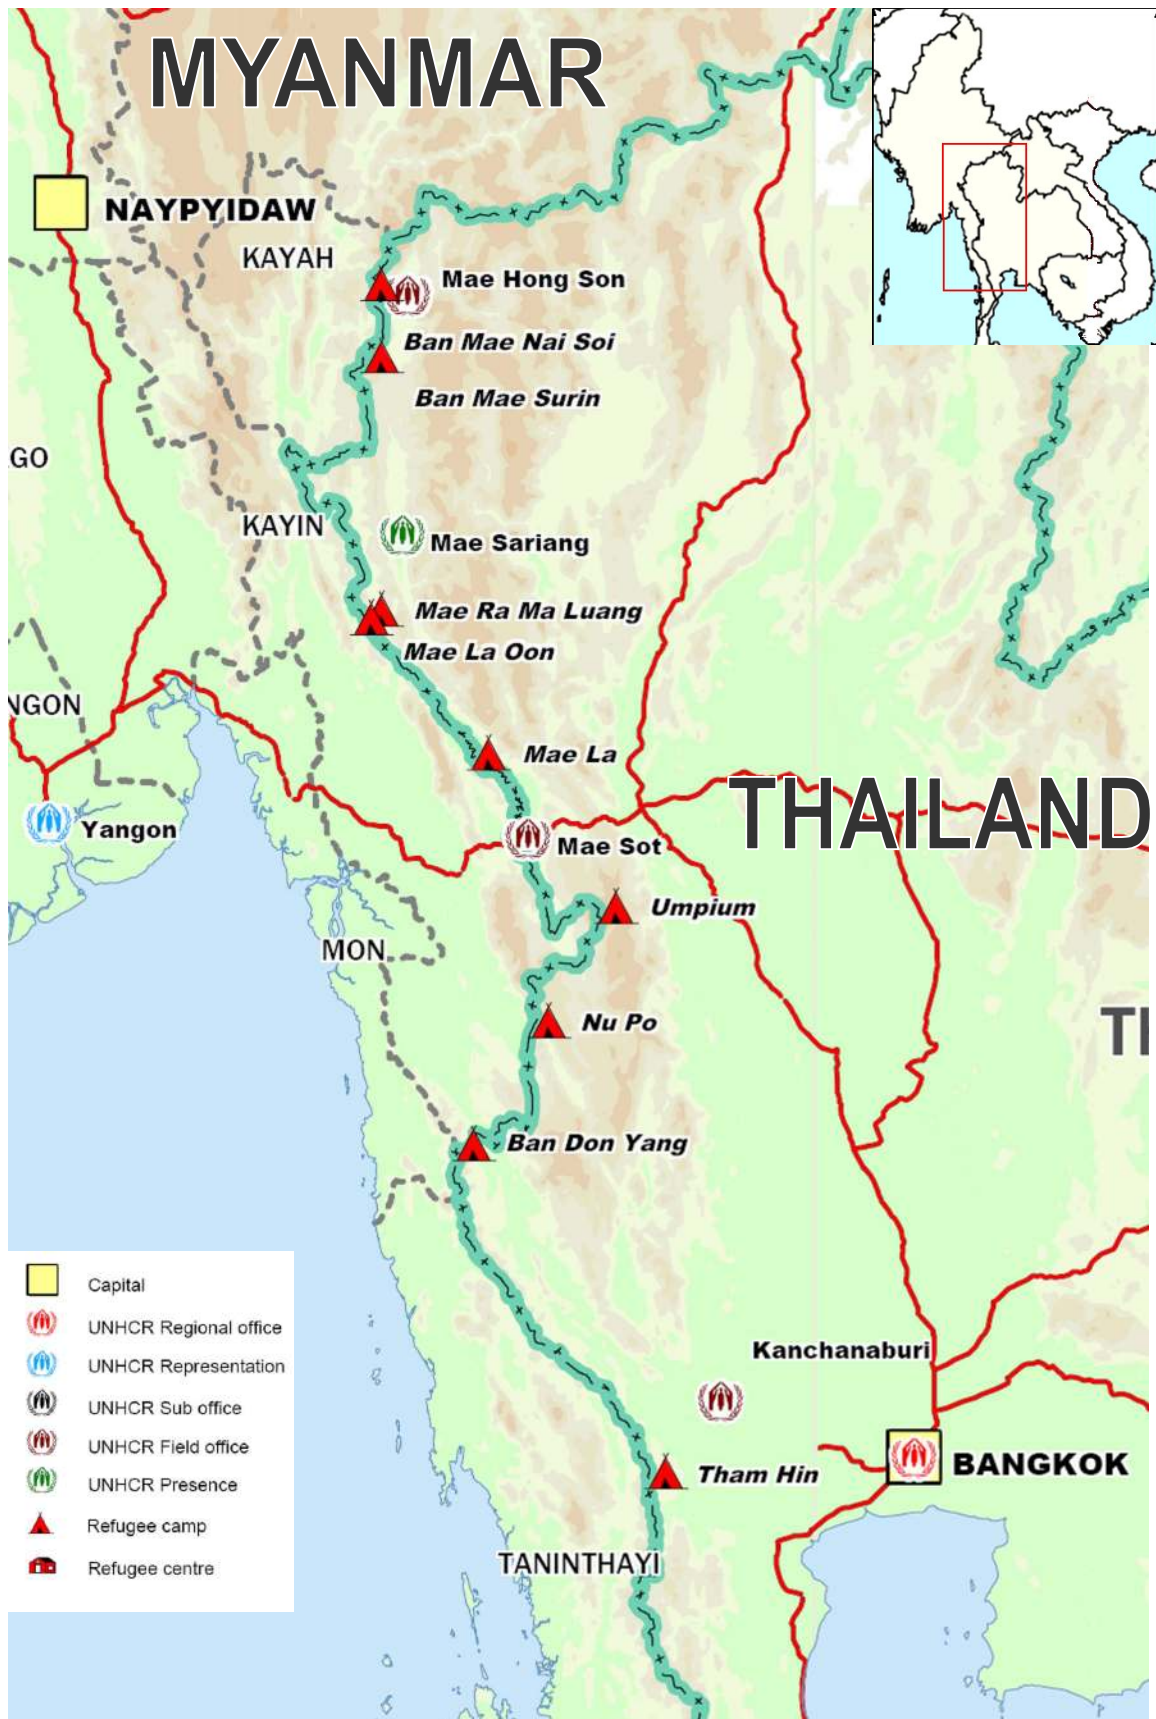 MYANMAR
NAYPYIDAW
KAYAH
Mae Hong Son
Ban Mae Nai Soi
Ban Mae Surin
GO
KAYIN
Mae Sariang
Mae Ra Ma Luang
Mae La Oon
NGON
Mae La
THAILAND
Yangon
Mae Sot
Umpium
MON
Nu Po
TH
Ban Don Yang
Capital
UNHCR Regional office
UNHCR Representation
UNHCR Sub office
UNHCR Field office
UNHCR Presence
Refugee camp
Refugee centre
Kanchanaburi
BANGKOK
Tham Hin
TANINTHAYI